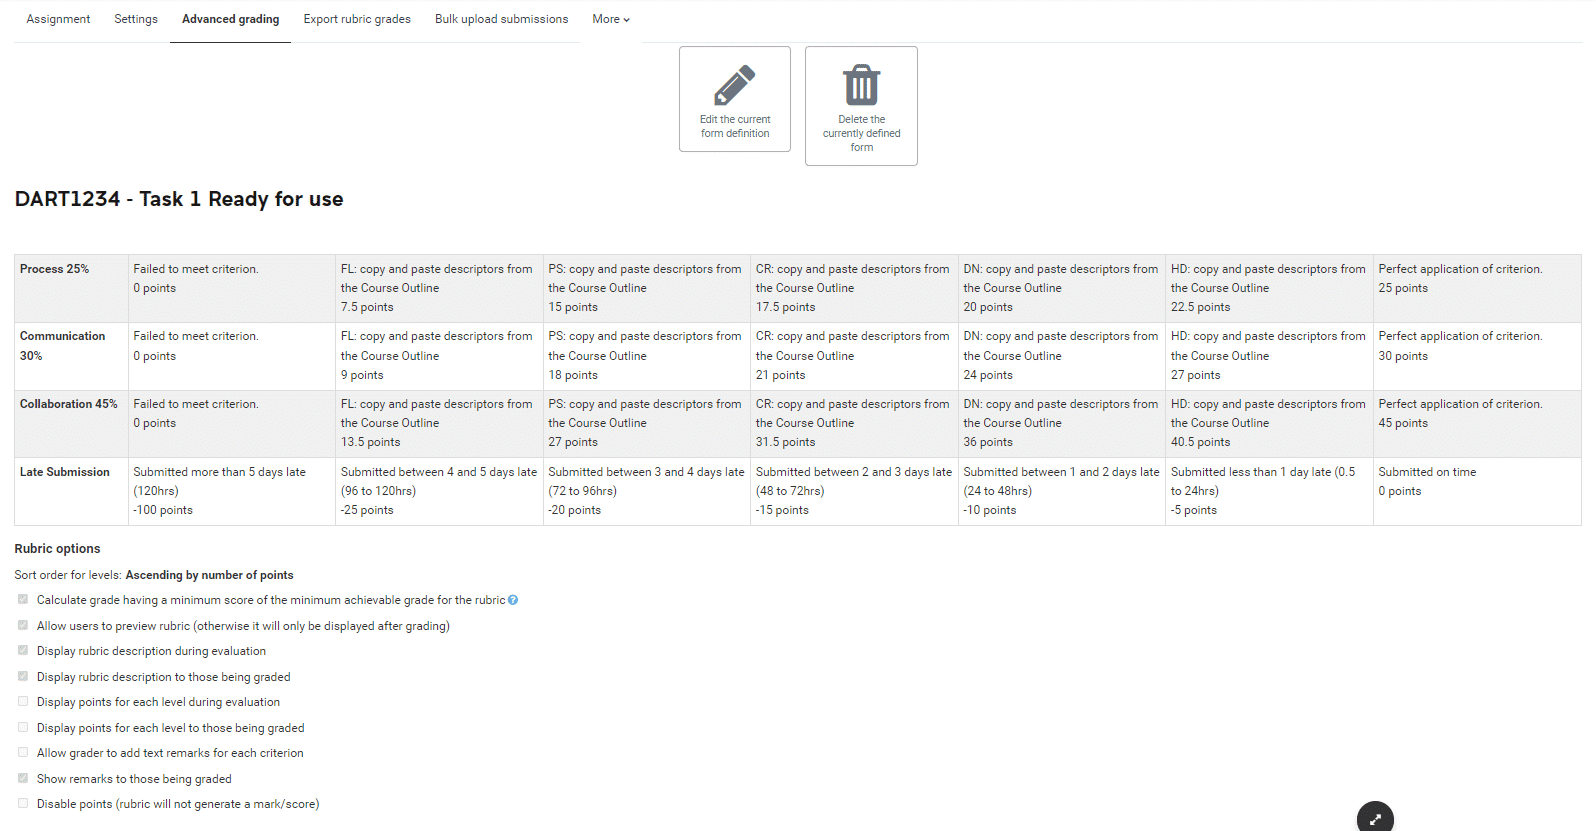 Assignment Settings Advanced grading Export rubric grades Bulk upload submissions More
Edit the current
form definition
Delete the
currently defined
form
DART1234 - Task 1 Ready for use
Process 25%
Failed to meet criterion.
0 points
FL: copy and paste descriptors from
the Course Outline
7.5 points
PS: copy and paste descriptors from
the Course Outline
15 points
CR: copy and paste descriptors from
the Course Outline
17.5 points
DN: copy and paste descriptors from
the Course Outline
20 points
HD: copy and paste descriptors from
the Course Outline
22.5 points
Perfect application of criterion.
25 points
Communication
30%
Failed to meet criterion.
0 points
FL: copy and paste descriptors from
the Course Outline
9 points
PS: copy and paste descriptors from
the Course Outline
18 points
CR: copy and paste descriptors from
the Course Outline
21 points
DN: copy and paste descriptors from
the Course Outline
24 points
HD: copy and paste descriptors from
the Course Outline
27 points
Perfect application of criterion.
30 points
Collaboration 45%
Failed to meet criterion.
0 points
FL: copy and paste descriptors from
the Course Outline
13.5 points
PS: copy and paste descriptors from
the Course Outline
27 points
CR: copy and paste descriptors from
the Course Outline
31.5 points
DN: copy and paste descriptors from
the Course Outline
36 points
HD: copy and paste descriptors from
the Course Outline
40.5 points
Perfect application of criterion.
45 points
Late Submission
Submitted more than 5 days late
(120hrs)
-100 points
Submitted between 4 and 5 days late
(96 to 120hrs)
-25 points
Submitted between 3 and 4 days late
(72 to 96hrs)
-20 points
Submitted between 2 and 3 days late
(48 to 72hrs)
-15 points
Submitted between 1 and 2 days late
(24 to 48hrs)
-10 points
Submitted less than 1 day late (0.5
to 24hrs)
-5 points
Submitted on time
0 points
Rubric options
Sort order for levels: Ascending by number of points
Calculate grade having a minimum score of the minimum achievable grade for the rubric ?
Allow users to preview rubric (otherwise it will only be displayed after grading)
Display rubric description during evaluation
Display rubric description to those being graded
Display points for each level during evaluation
Display points for each level to those being graded
Allow grader to add text remarks for each criterion
Show remarks to those being graded
Disable points (rubric will not generate a mark/score)